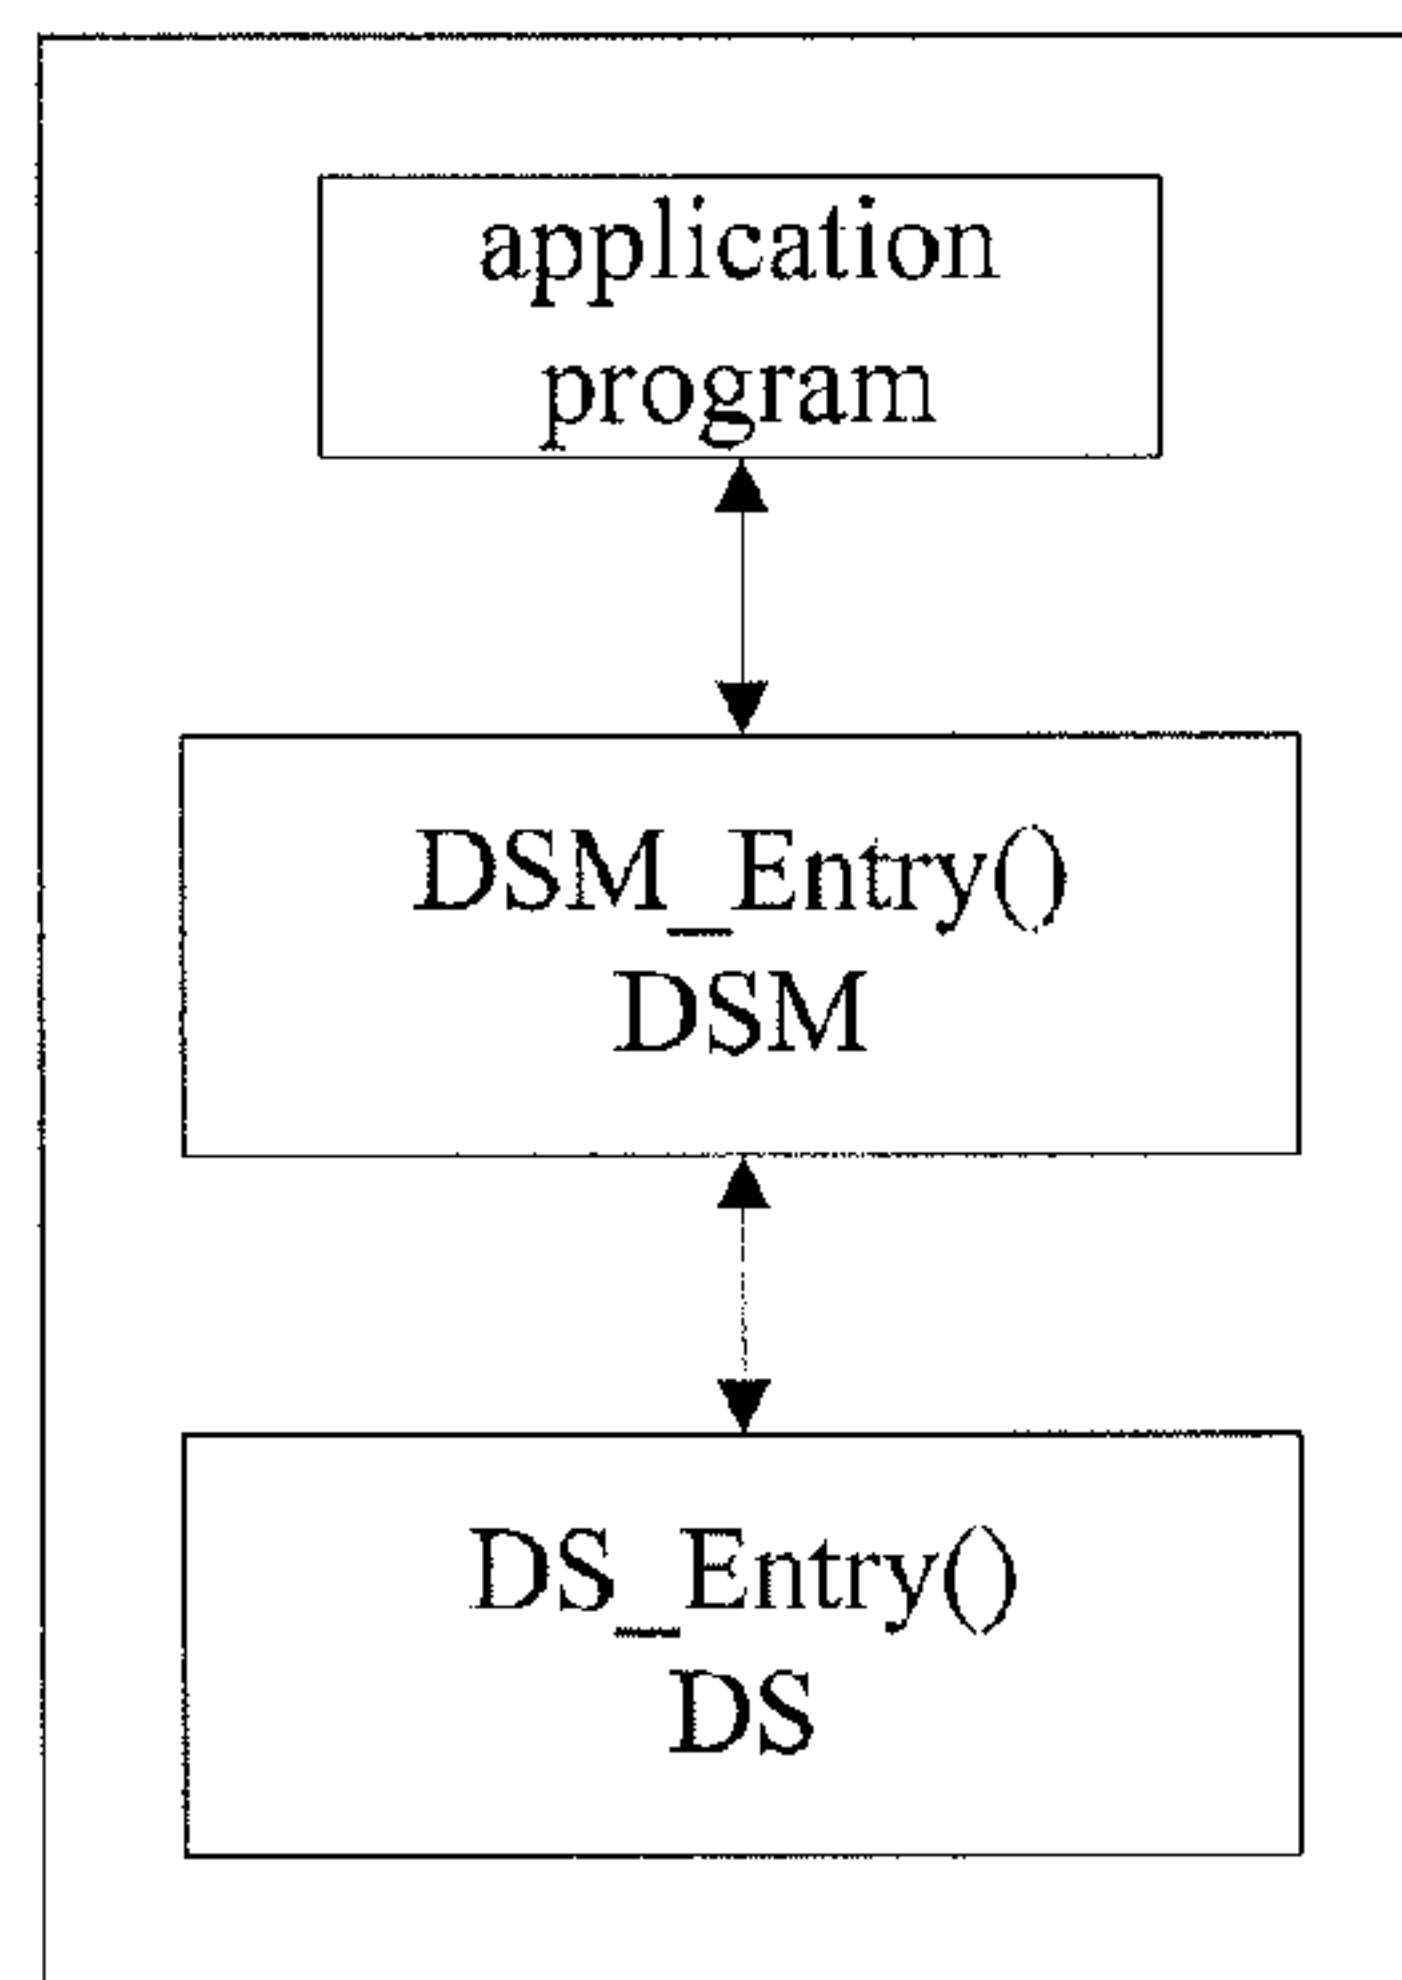 application
program
DSM_Entry()
DSM
DS_Entry()
DS